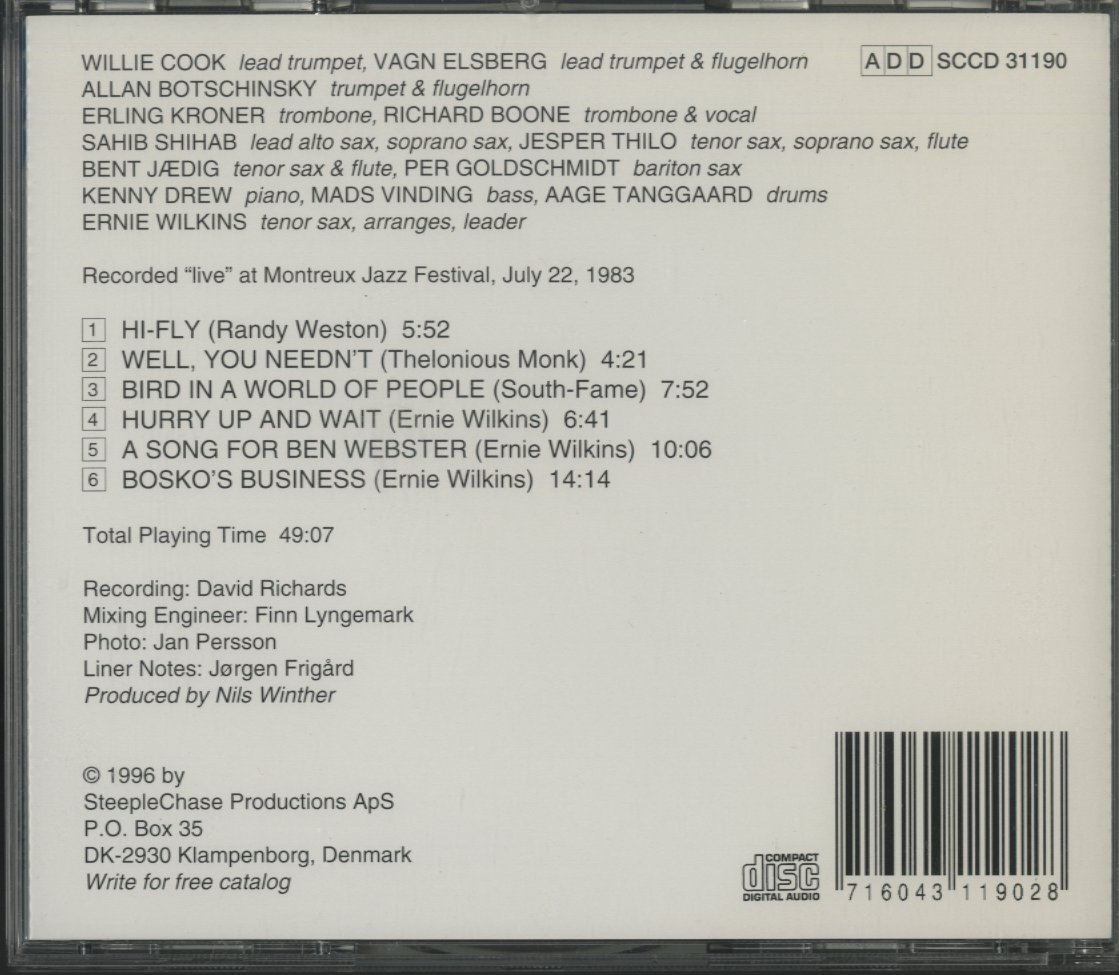 WILLIE COOK lead trumpet, VAGN ELSBERG lead trumpet & flugelhorn
ADD SCCD 31190
ALLAN BOTSCHINSKY trumpet & flugelhorn
ERLING KRONER trombone, RICHARD BOONE trombone & vocal
SAHIB SHIHAB lead alto sax, soprano sax, JESPER THILO tenor sax, soprano sax, flute
BENT JÆDIG tenor sax & flute, PER GOLDSCHMIDT bariton sax
KENNY DREW piano, MADS VINDING bass, AAGE TANGGAARD drums
ERNIE WILKINS tenor sax, arranges, leader
Recorded “live” at Montreux Jazz Festival, July 22, 1983
1 HI-FLY (Randy Weston) 5:52
2 WELL, YOU NEEDN'T (Thelonious Monk) 4:21
3 BIRD IN A WORLD OF PEOPLE (South-Fame) 7:52
4 HURRY UP AND WAIT (Ernie Wilkins) 6:41
5 A SONG FOR BEN WEBSTER (Ernie Wilkins) 10:06
6 BOSKO'S BUSINESS (Ernie Wilkins) 14:14
Total Playing Time 49:07
Recording: David Richards
Mixing Engineer: Finn Lyngemark
Photo: Jan Persson
Liner Notes: Jørgen Frigård
Produced by Nils Winther
© 1996 by
SteepleChase Productions ApS
P.O. Box 35
DK-2930 Klampenborg, Denmark
Write for free catalog
COMPACT
disc
DIGITAL AUDIO
716043 119028